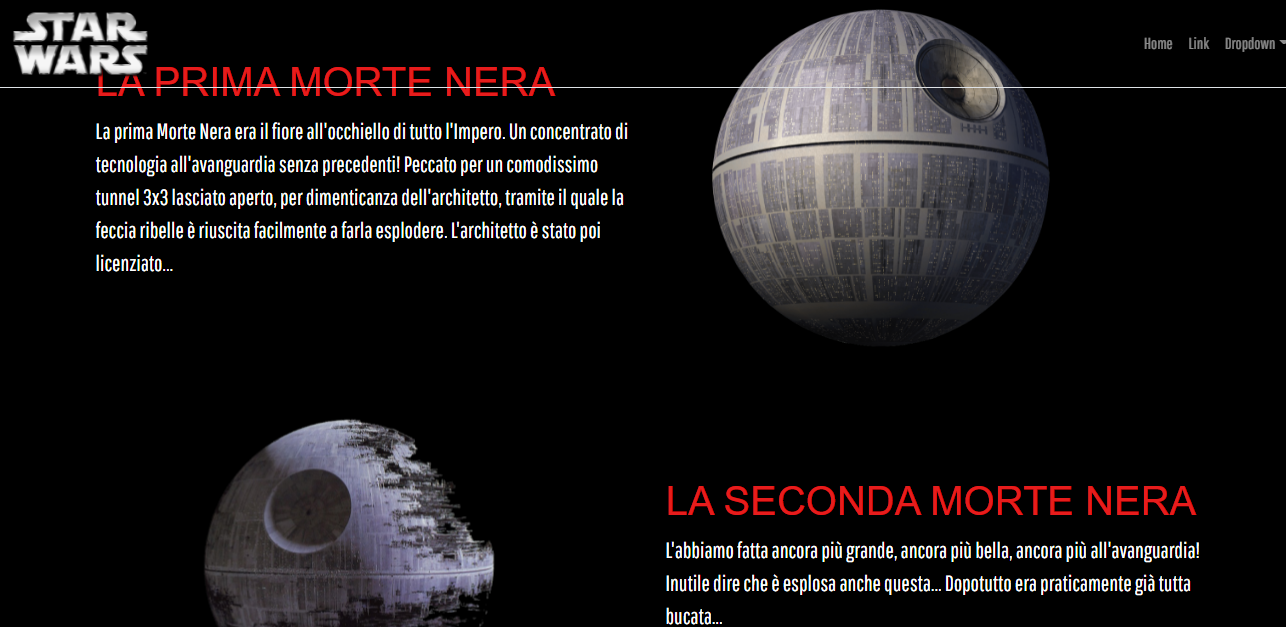 STAR
WARS
Home Link Dropdown
LA PRIMA MORTE NERA
La prima Morte Nera era il fiore all'occhiello di tutto l'Impero. Un concentrato di
tecnologia all'avanguardia senza precedenti! Peccato per un comodissimo
tunnel 3x3 lasciato aperto, per dimenticanza dell'architetto, tramite il quale la
feccia ribelle è riuscita facilmente a farla esplodere. L'architetto è stato poi
licenziato...
LA SECONDA MORTE NERA
L'abbiamo fatta ancora più grande, ancora più bella, ancora più all'avanguardia!
Inutile dire che è esplosa anche questa... Dopotutto era praticamente già tutta
bucata...